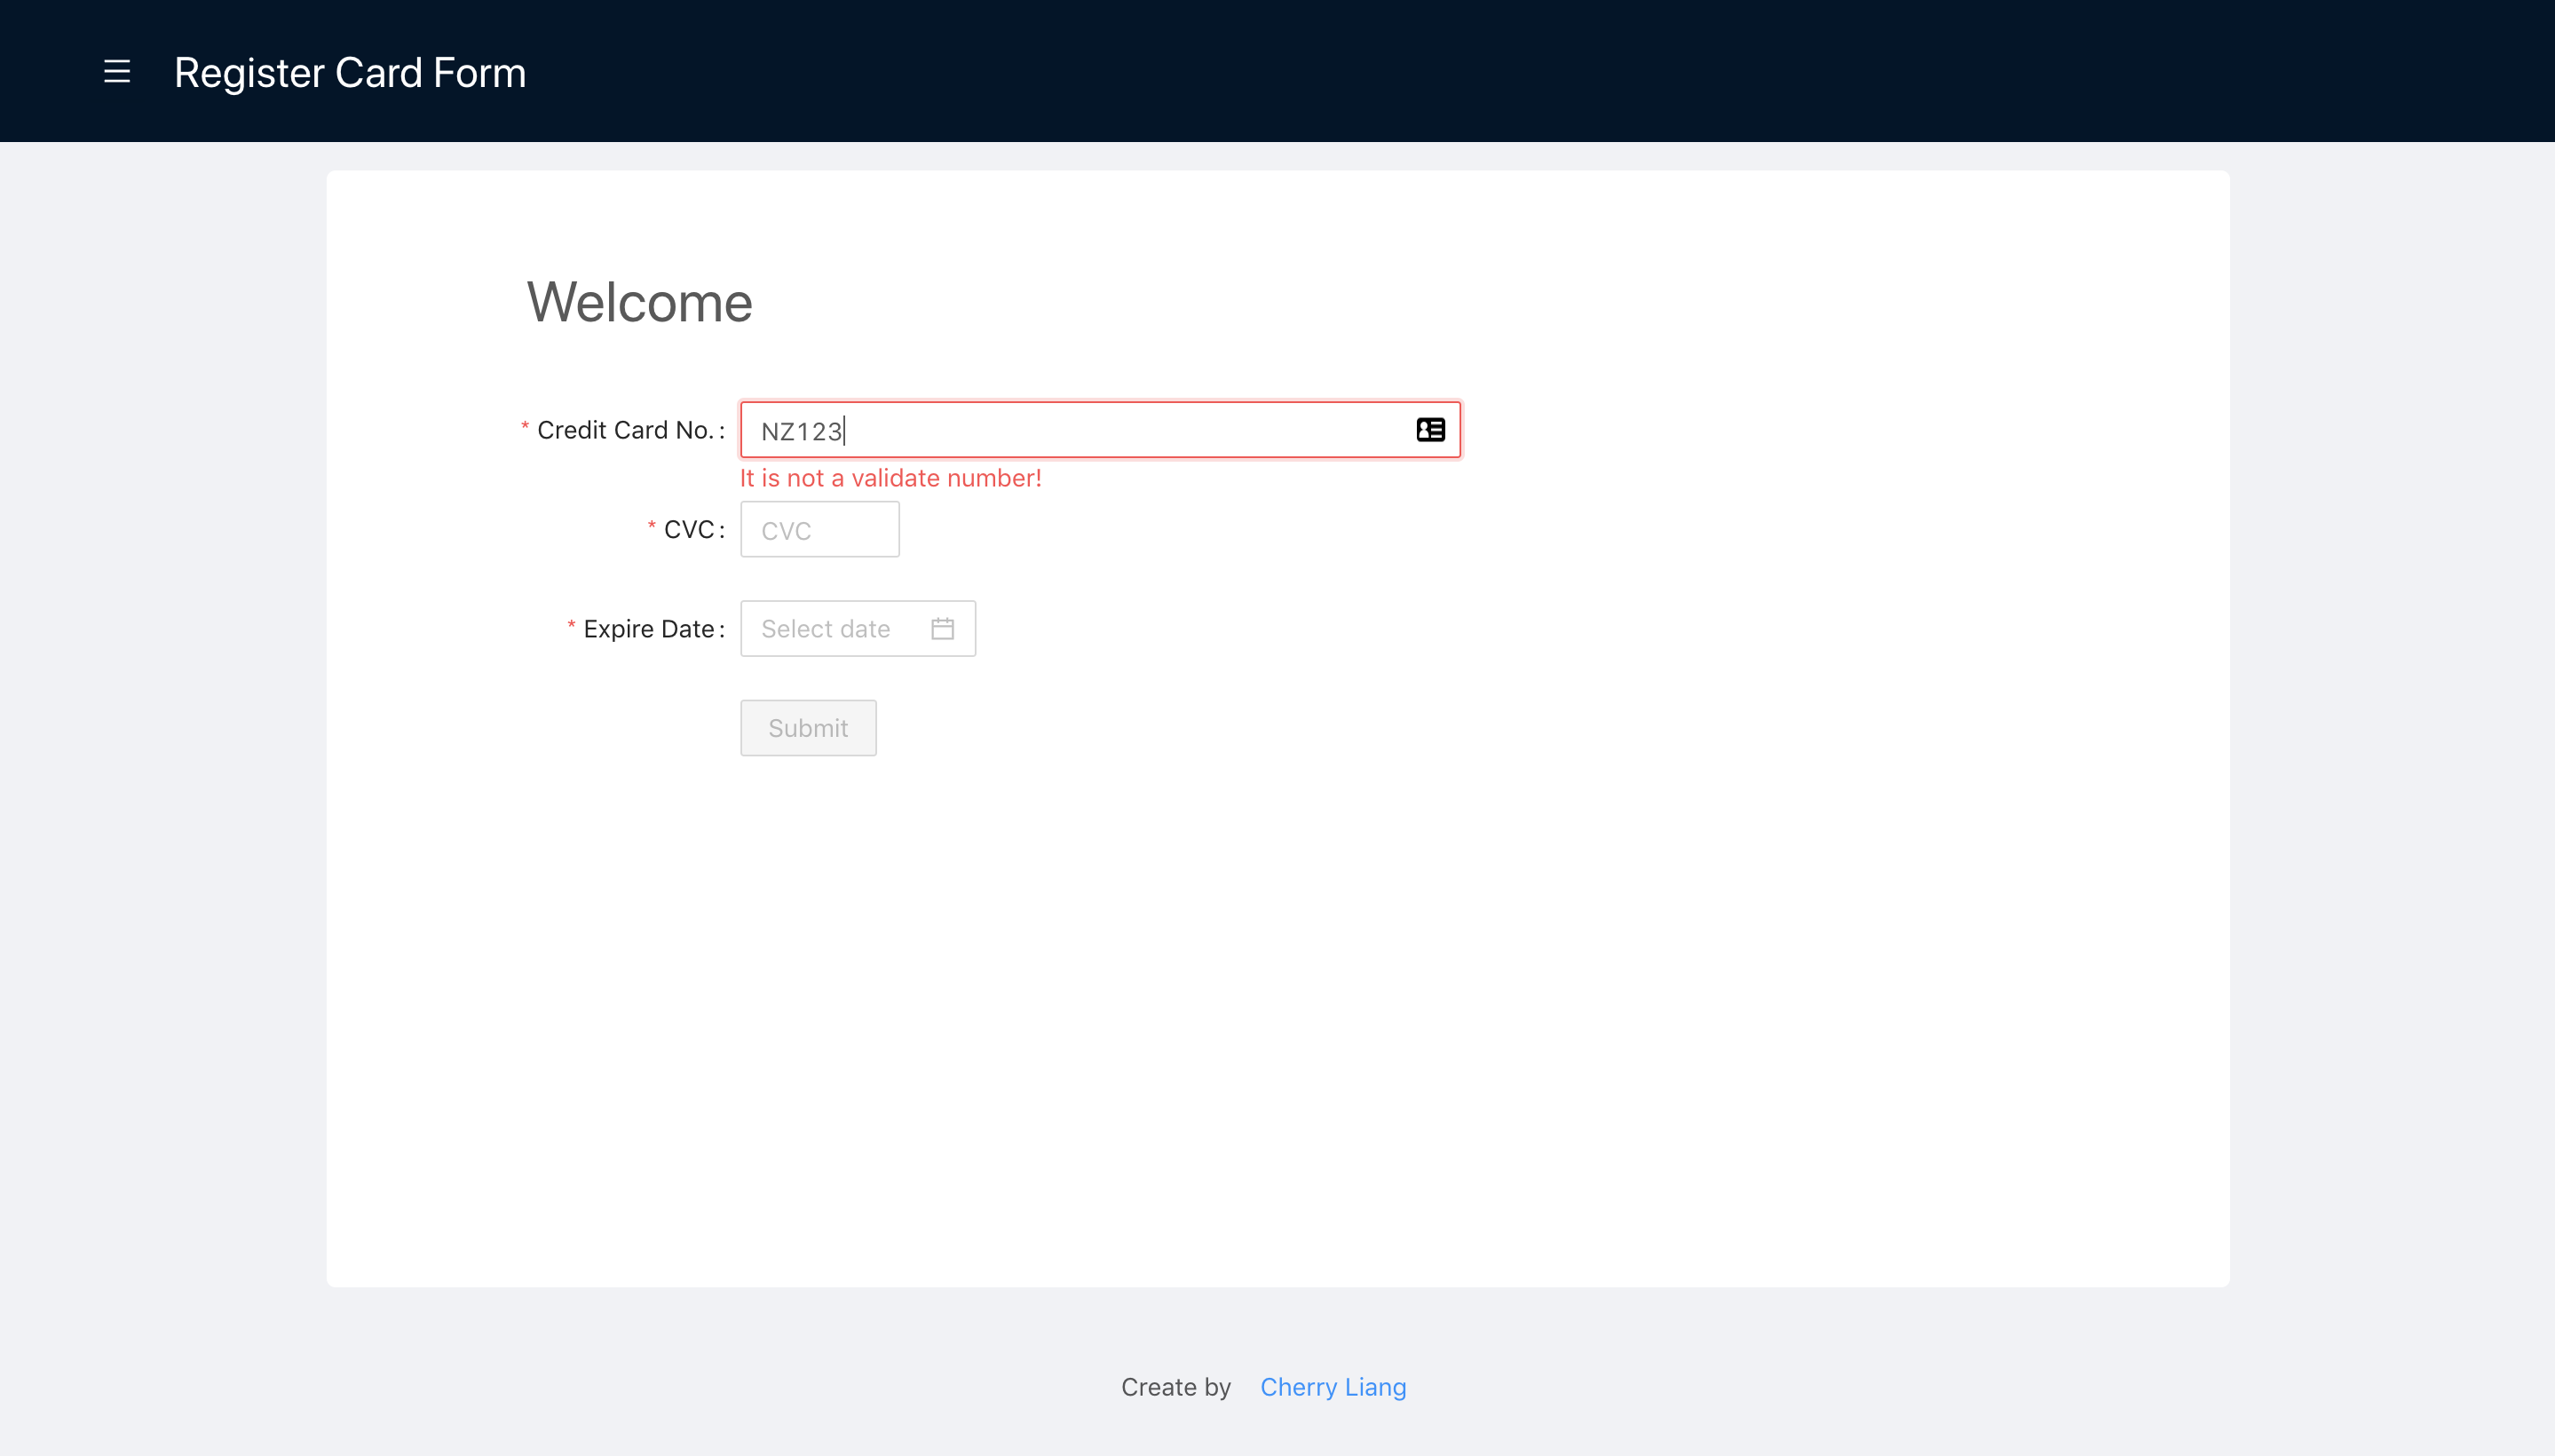 Register Card Form
Welcome
* Credit Card No. : NZ123
It is not a validate number!
* CVC : CVC
* Expire Date : Select date
Submit
Create by Cherry Liang